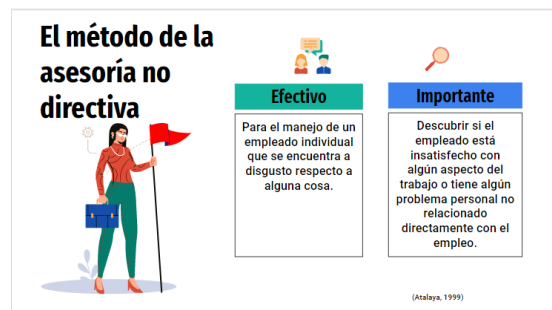 El método de la
asesoría no
directiva
Efectivo
Para el manejo de un
empleado individual
que se encuentra a
disgusto respecto a
alguna cosa.
Importante
Descubrir si el
empleado está
insatisfecho con
algún aspecto del
trabajo o tiene algún
problema personal no
relacionado
directamente con el
empleo.
(Atalaya, 1999)